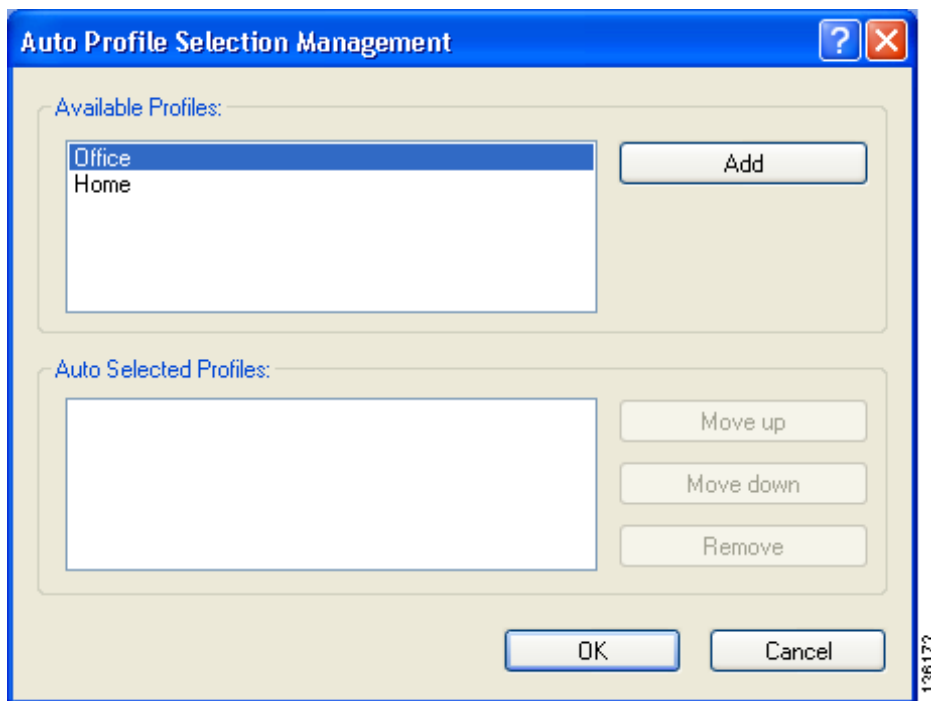 Auto Profile Selection Management
Available Profiles:
Office
Home
Add
Auto Selected Profiles:
Move up
Move down
Remove
OK
Cancel
136172